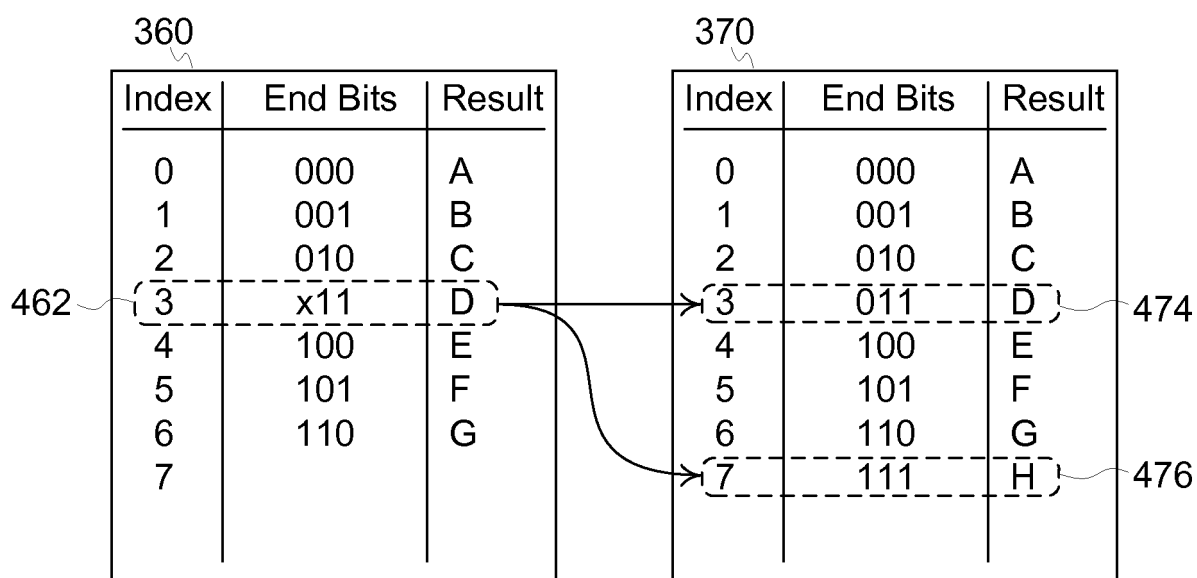 360 370
Index End Bits Result Index End Bits Result
0 000 A 0 000 A
1 001 B 1 001 B
2 010 C 2 010 C
462 3 x11 D 3 011 D 474
4 100 E 4 100 E
5 101 F 5 101 F
6 110 G 6 110 G
7 7 111 H 476